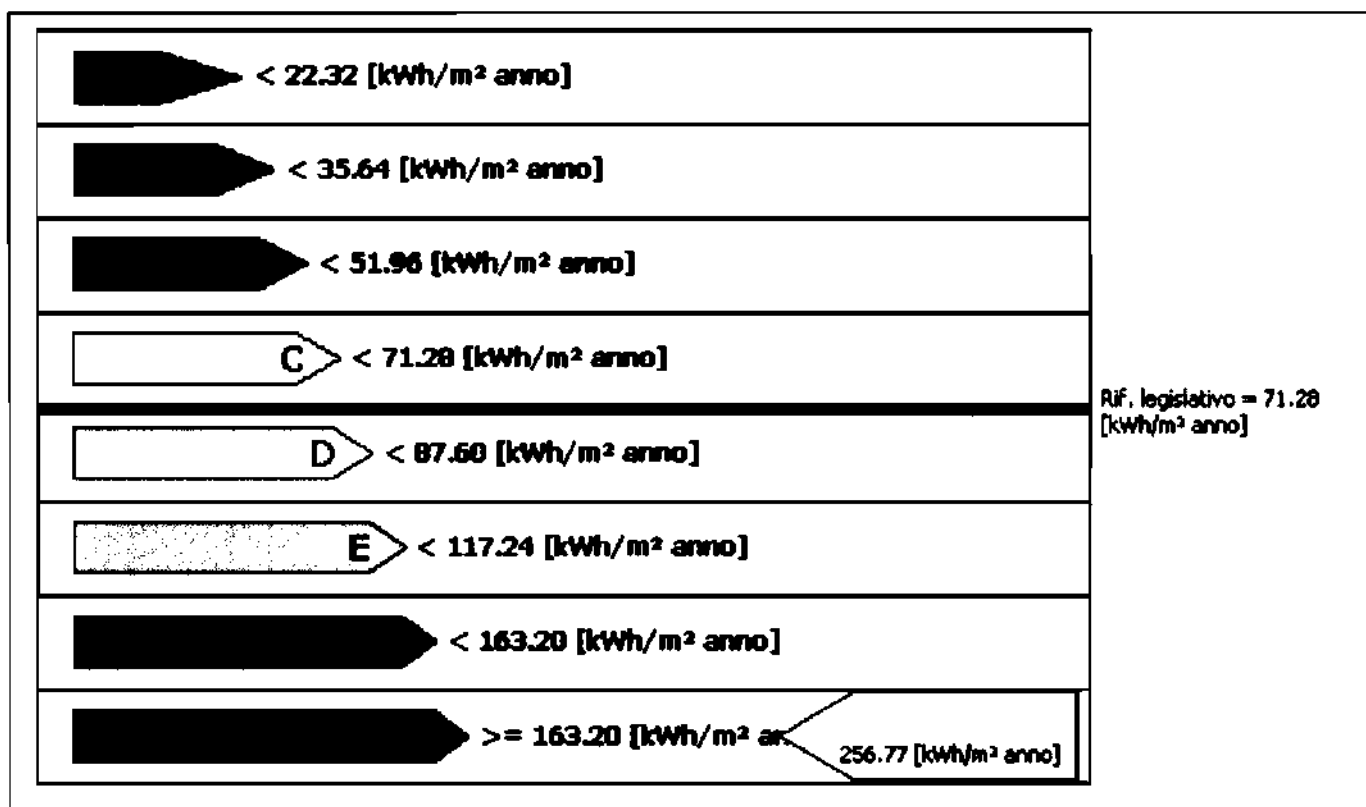 < 22.32 [kWh/m² anno]
< 35.64 [kWh/m² anno]
< 51.96 [kWh/m² anno]
C < 71.28 [kWh/m² anno]
Rif. legislativo = 71.28
[kWh/m² anno]
D < 87.60 [kWh/m² anno]
E < 117.24 [kWh/m² anno]
< 163.20 [kWh/m² anno]
>= 163.20 [kWh/m² an
256.77 [kWh/m² anno]